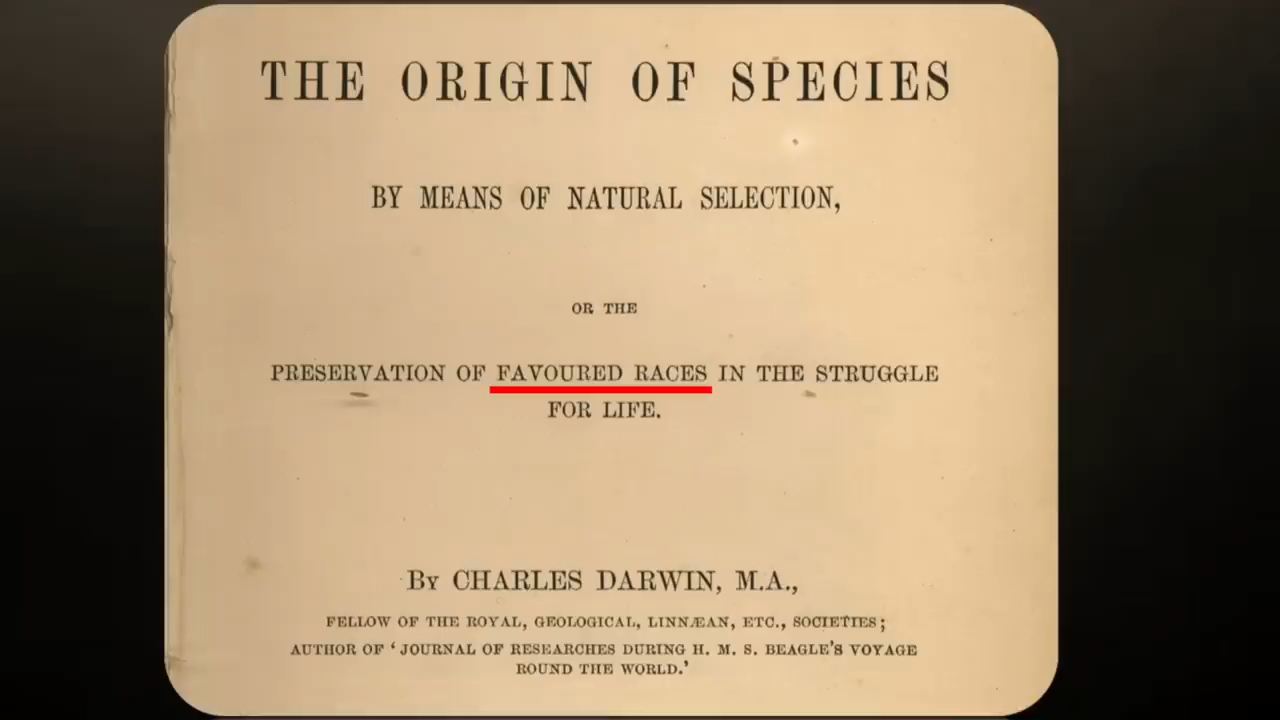 THE ORIGIN OF SPECIES
BY MEANS OF NATURAL SELECTION,
OR THE
PRESERVATION OF FAVOURED RACES IN THE STRUGGLE
FOR LIFE.
BY CHARLES DARWIN, M.A.,
FELLOW OF THE ROYAL, GEOLOGICAL, LINNÆAN, ETC., SOCIETIES;
AUTHOR OF 'JOURNAL OF RESEARCHES DURING H. M. S. BEAGLE'S VOYAGE
ROUND THE WORLD.'